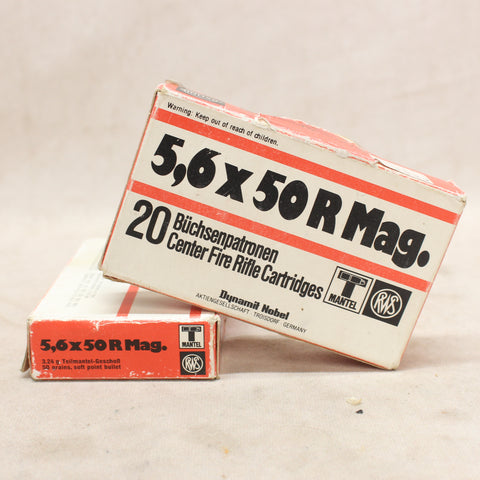 Warning: Keep out of reach of children.
5,6 x 50 R Mag.
20 Büchsenpatronen
Center Fire Rifle Cartridges
T
MANTEL
RWS
Dynamit Nobel
AKTIENGESELLSCHAFT TROISDORF GERMANY
5,6 x 50 R Mag.
3,24 g Teilmantel-Geschoß
50 grains, soft point bullet
T
MANTEL
RWS